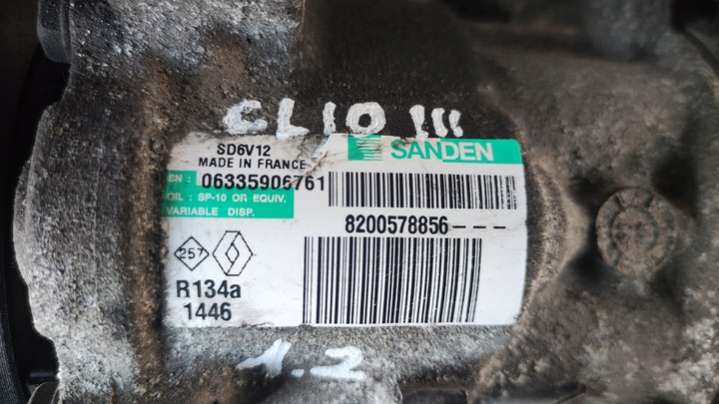 CLIO III
SD6V12
MADE IN FRANCE
SANDEN
SN : 06335906761
OIL : SP-10 OR EQUIV.
VARIABLE DISP.
8200578856---
257
R134a
1446
1.2